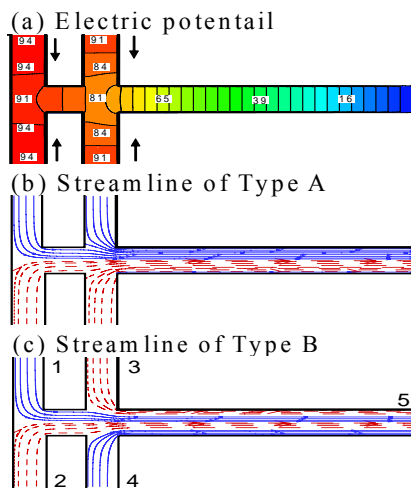 (a) Electric potentail
94 91
94 84
91 81 65 39 16
94 84
94 91
(b) Streamline of Type A
(c) Streamline of Type B
1 3
5
2 4